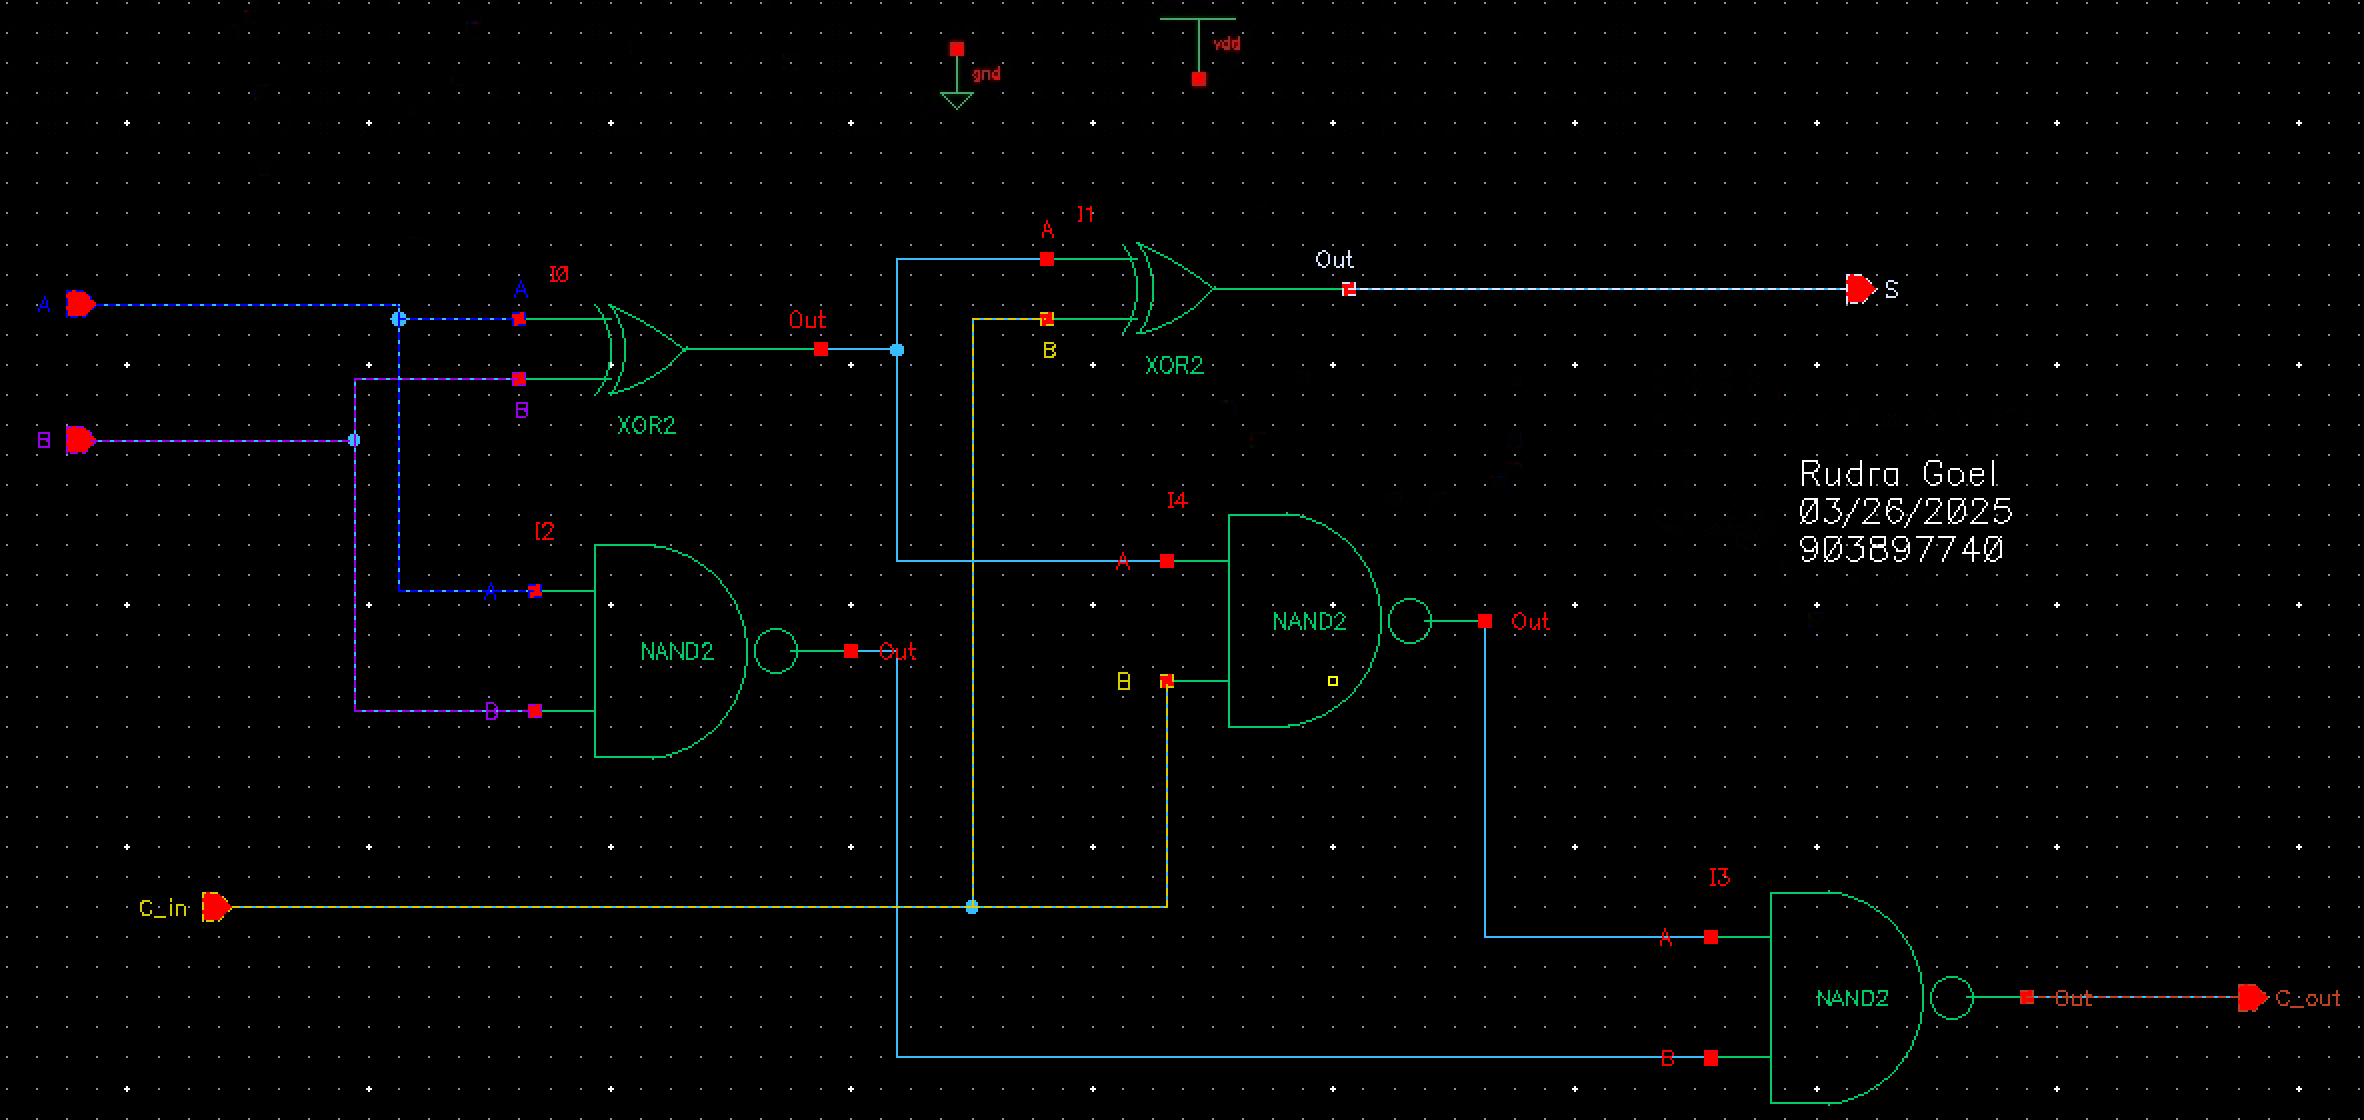 vdd
gnd
I1
A
Out
S
I0
A
A
Out
B
XOR2
B
XOR2
B
Rudra Goel
03/26/2025
903897740
I4
I2
A
A
NAND2
Out
NAND2
Out
B
B
I3
C_in
A
NAND2
Out
C_out
B